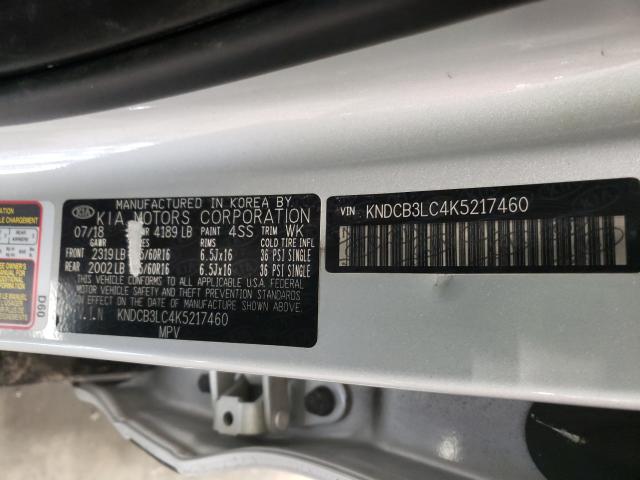 MANUFACTURED IN KOREA BY
KIA KIA MOTORS CORPORATION
07/18 4189 LB PAINT 4SS TRIM WK
GAWR RIMS COLD TIRE INFL
FRONT 2319LB /60R16 6.5Jx16 36 PSI SINGLE
REAR 2002LB /60R16 6.5Jx16 36 PSI SINGLE
THIS VEHICLE CONFORMS TO ALL APPLICABLE
U.S.A. FEDERAL MOTOR VEHICLE SAFETY AND
THEFT PREVENTION STANDARDS IN EFFECT ON THE
DATE OF MANUFACTURE SHOWN ABOVE.
V.I.N KNDCB3LC4K5217460
MPV
VIN KNDCB3LC4K5217460
D60